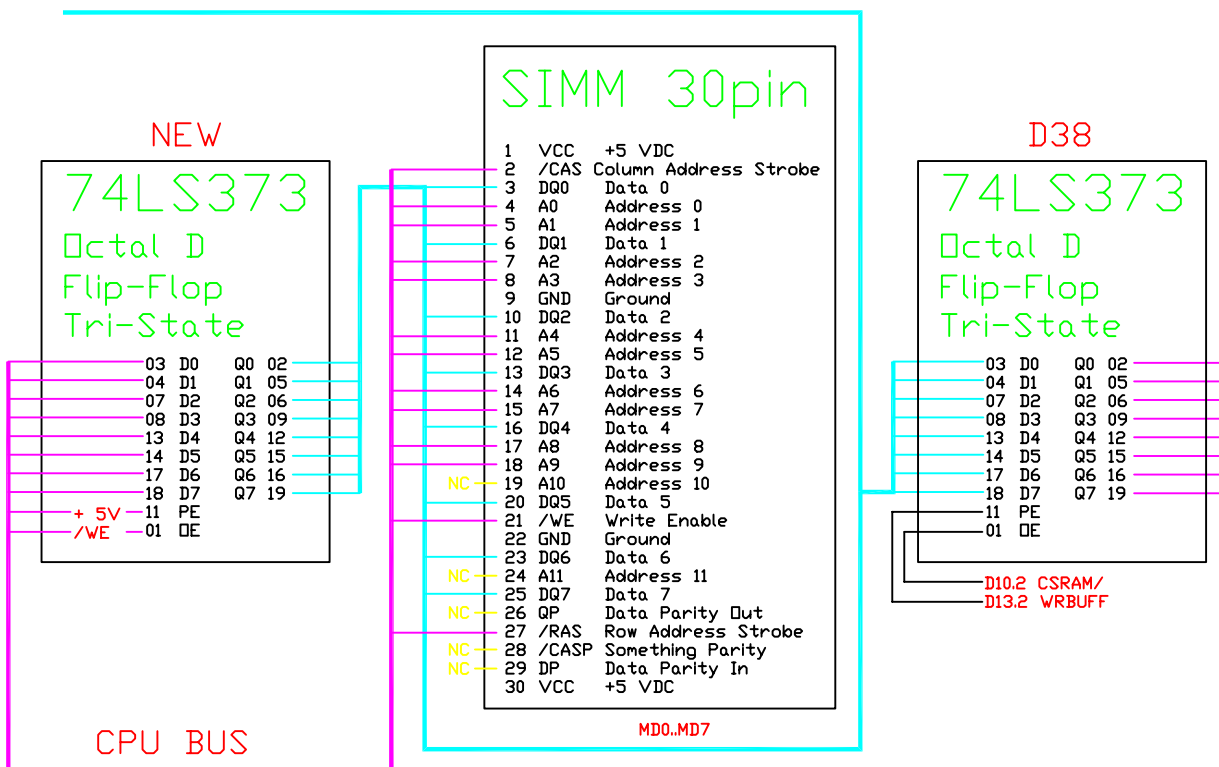 NEW
74LS373
Octal D
Flip-Flop
Tri-State
03 D0 Q0 02
04 D1 Q1 05
07 D2 Q2 06
08 D3 Q3 09
13 D4 Q4 12
14 D5 Q5 15
17 D6 Q6 16
18 D7 Q7 19
+ 5V 11 PE
/WE 01 OE
CPU BUS
SIMM 30pin
1 VCC +5 VDC
2 /CAS Column Address Strobe
3 DQ0 Data 0
4 A0 Address 0
5 A1 Address 1
6 DQ1 Data 1
7 A2 Address 2
8 A3 Address 3
9 GND Ground
10 DQ2 Data 2
11 A4 Address 4
12 A5 Address 5
13 DQ3 Data 3
14 A6 Address 6
15 A7 Address 7
16 DQ4 Data 4
17 A8 Address 8
18 A9 Address 9
NC 19 A10 Address 10
20 DQ5 Data 5
21 /WE Write Enable
22 GND Ground
23 DQ6 Data 6
NC 24 A11 Address 11
25 DQ7 Data 7
NC 26 QP Data Parity Out
27 /RAS Row Address Strobe
NC 28 /CASP Something Parity
NC 29 DP Data Parity In
30 VCC +5 VDC
MD0..MD7
D38
74LS373
Octal D
Flip-Flop
Tri-State
03 D0 Q0 02
04 D1 Q1 05
07 D2 Q2 06
08 D3 Q3 09
13 D4 Q4 12
14 D5 Q5 15
17 D6 Q6 16
18 D7 Q7 19
11 PE
01 OE
D10.2 CSRAM/
D13.2 WRBUFF